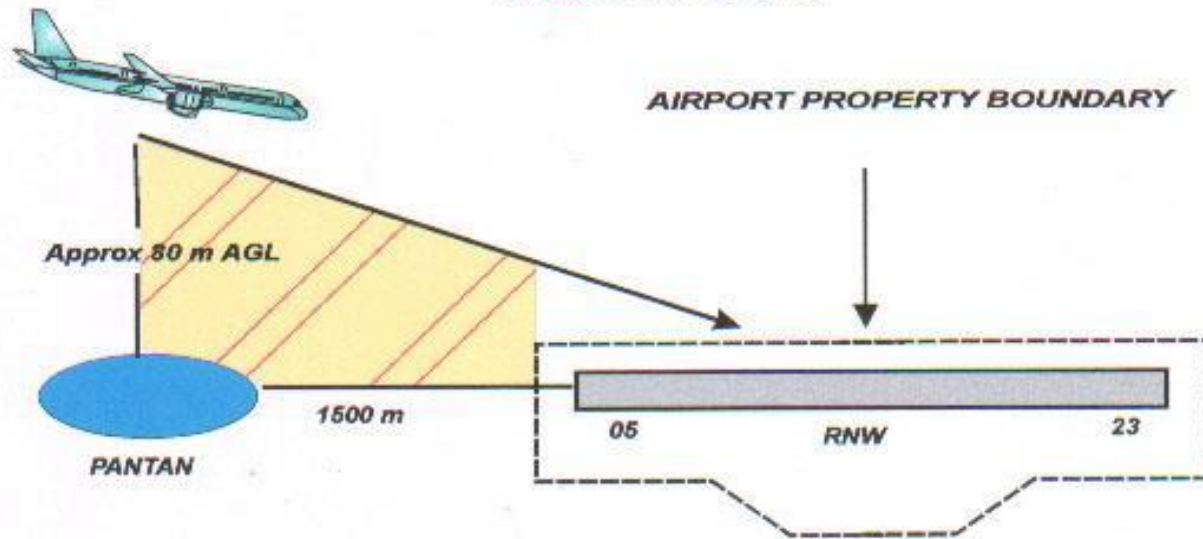 AIRPORT PROPERTY BOUNDARY
Approx 80 m AGL
1500 m
05
RNW
23
PANTAN